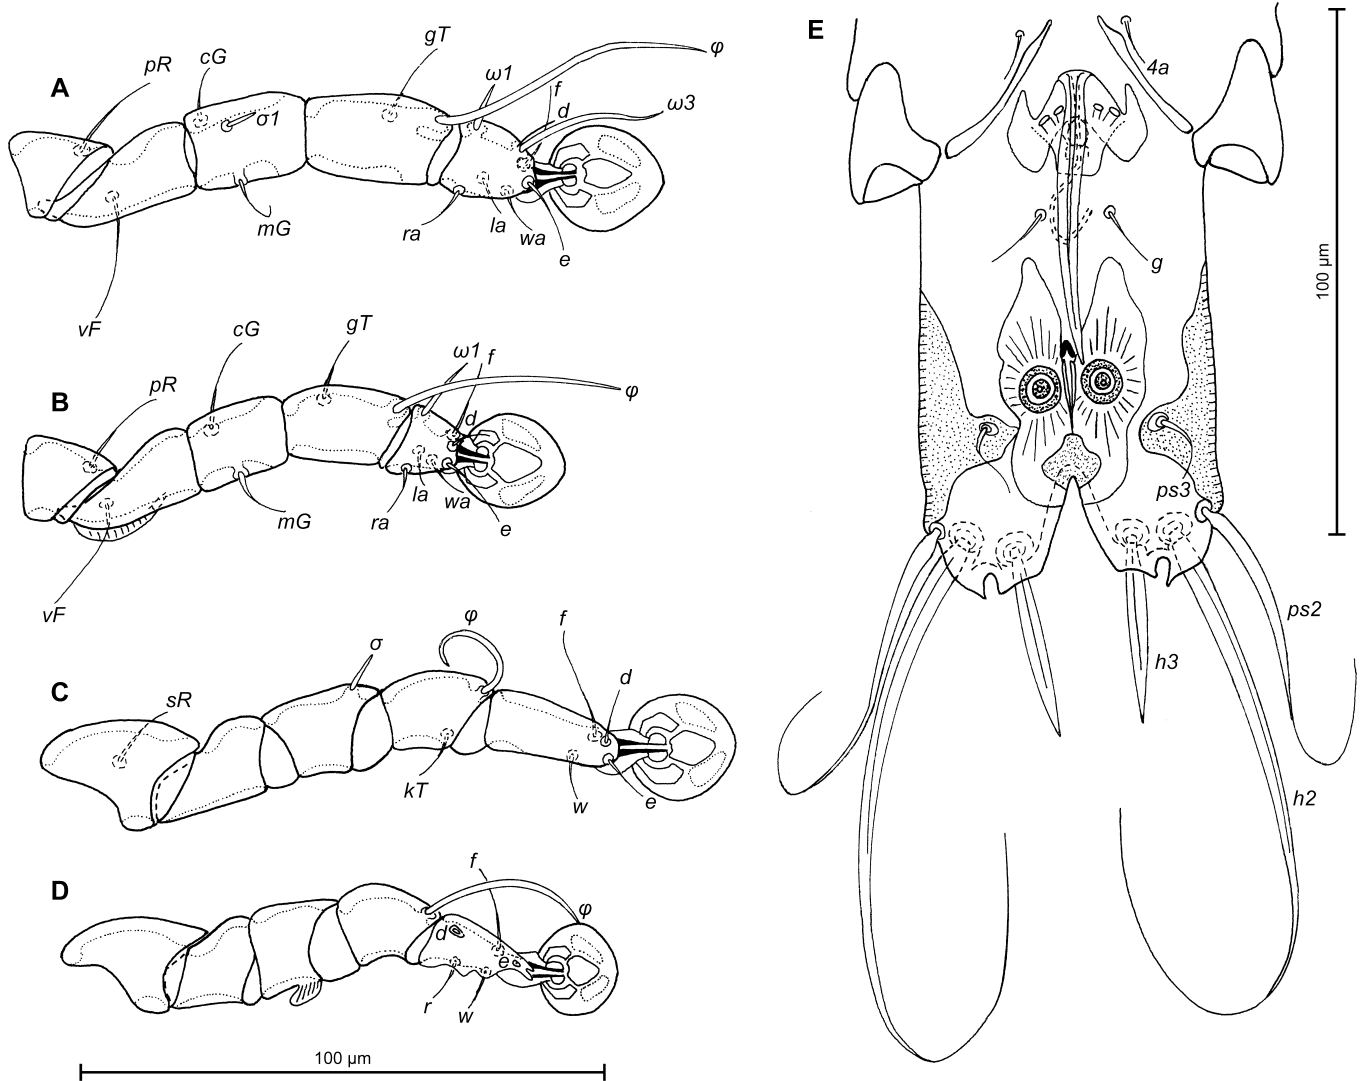 A
pR
cG
σ1
gT
φ
ω1
f
d
ω3
vF
mG
ra
la
wa
e
B
pR
cG
gT
ω1
f
d
φ
vF
mG
ra
la
wa
e
C
sR
σ
φ
f
d
kT
w
e
D
f
φ
d
e
r
w
100 µm
E
4a
g
ps3
ps2
h3
h2
100 µm